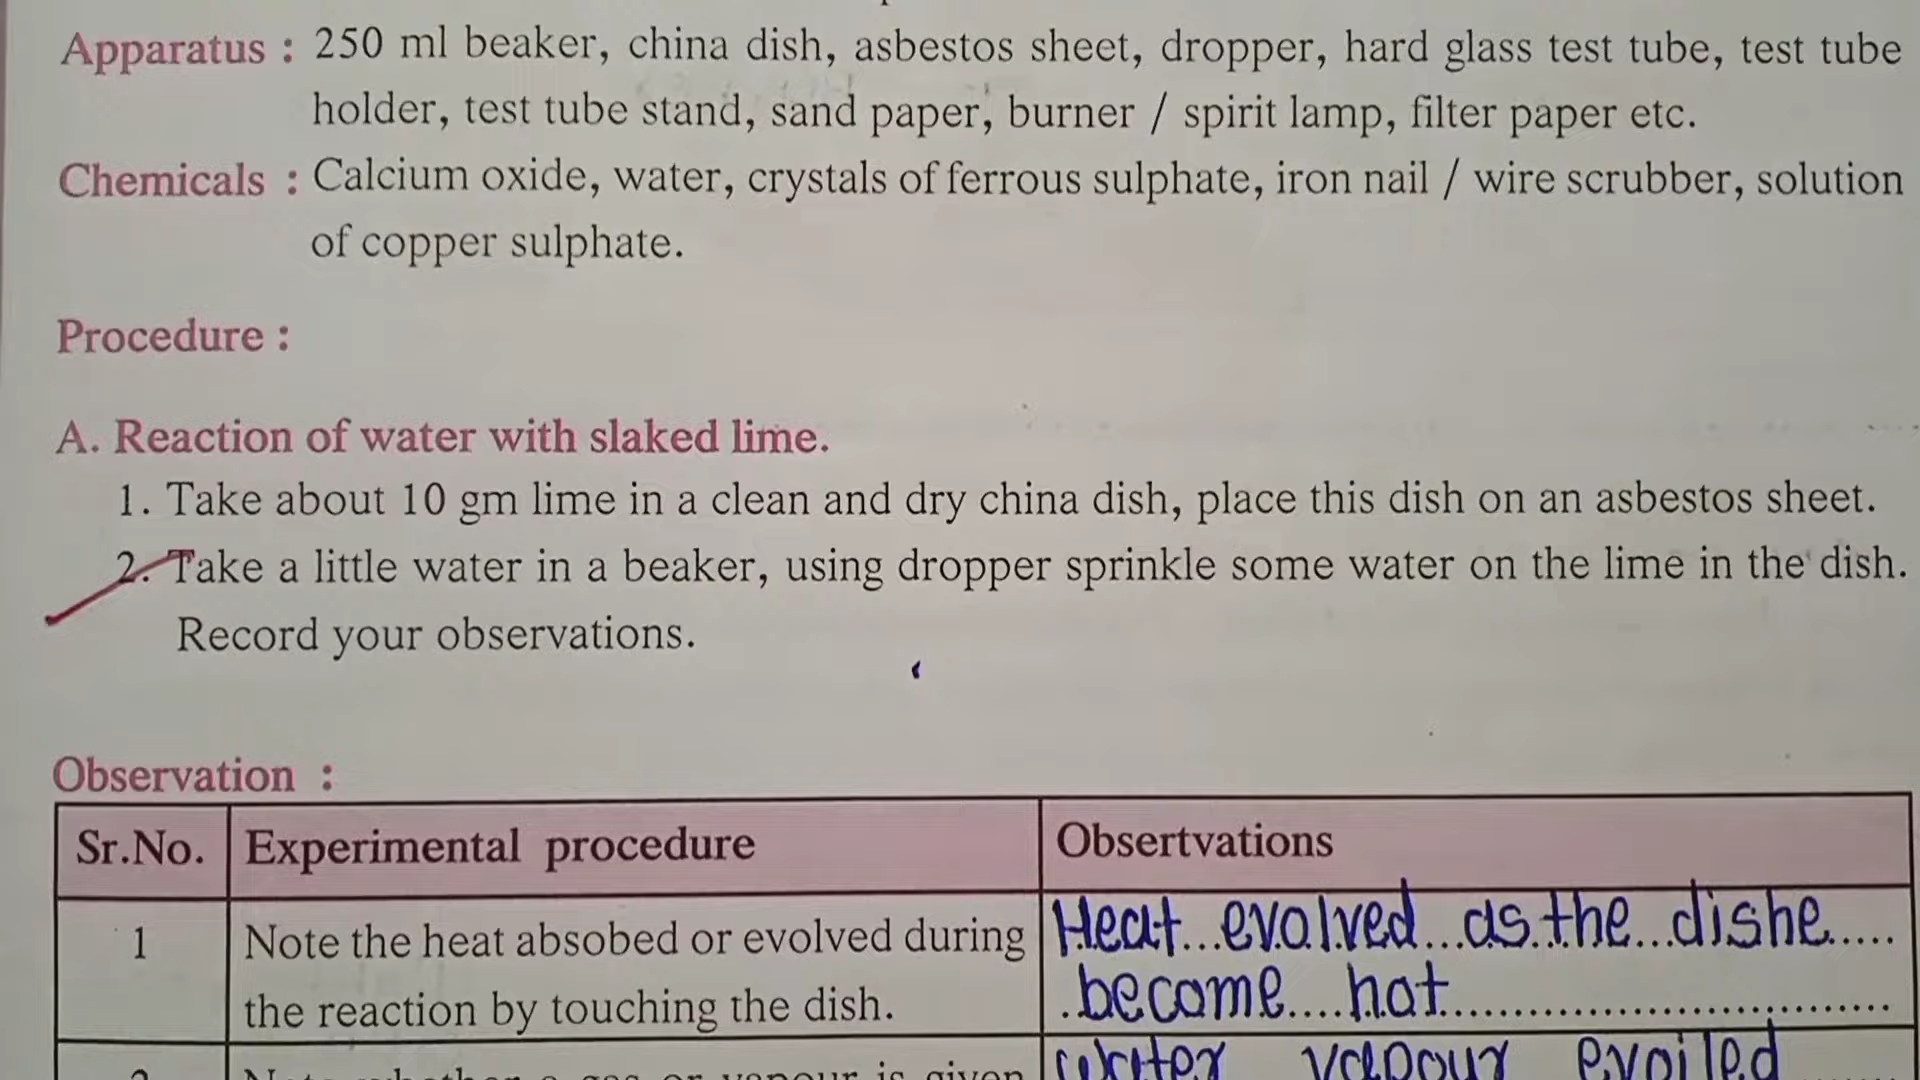 Apparatus : 250 ml beaker, china dish, asbestos sheet, dropper, hard glass test tube, test tube
holder, test tube stand, sand paper, burner / spirit lamp, filter paper etc.
Chemicals : Calcium oxide, water, crystals of ferrous sulphate, iron nail / wire scrubber, solution
of copper sulphate.
Procedure :
A. Reaction of water with slaked lime.
1. Take about 10 gm lime in a clean and dry china dish, place this dish on an asbestos sheet.
2. Take a little water in a beaker, using dropper sprinkle some water on the lime in the dish.
Record your observations.
Observation :
Sr.No. Experimental procedure Obsertvations
1 Note the heat absobed or evolved during Heat...evolved...as.the...dishe.....
the reaction by touching the dish. .become....hot..............................
vapour is given vapour